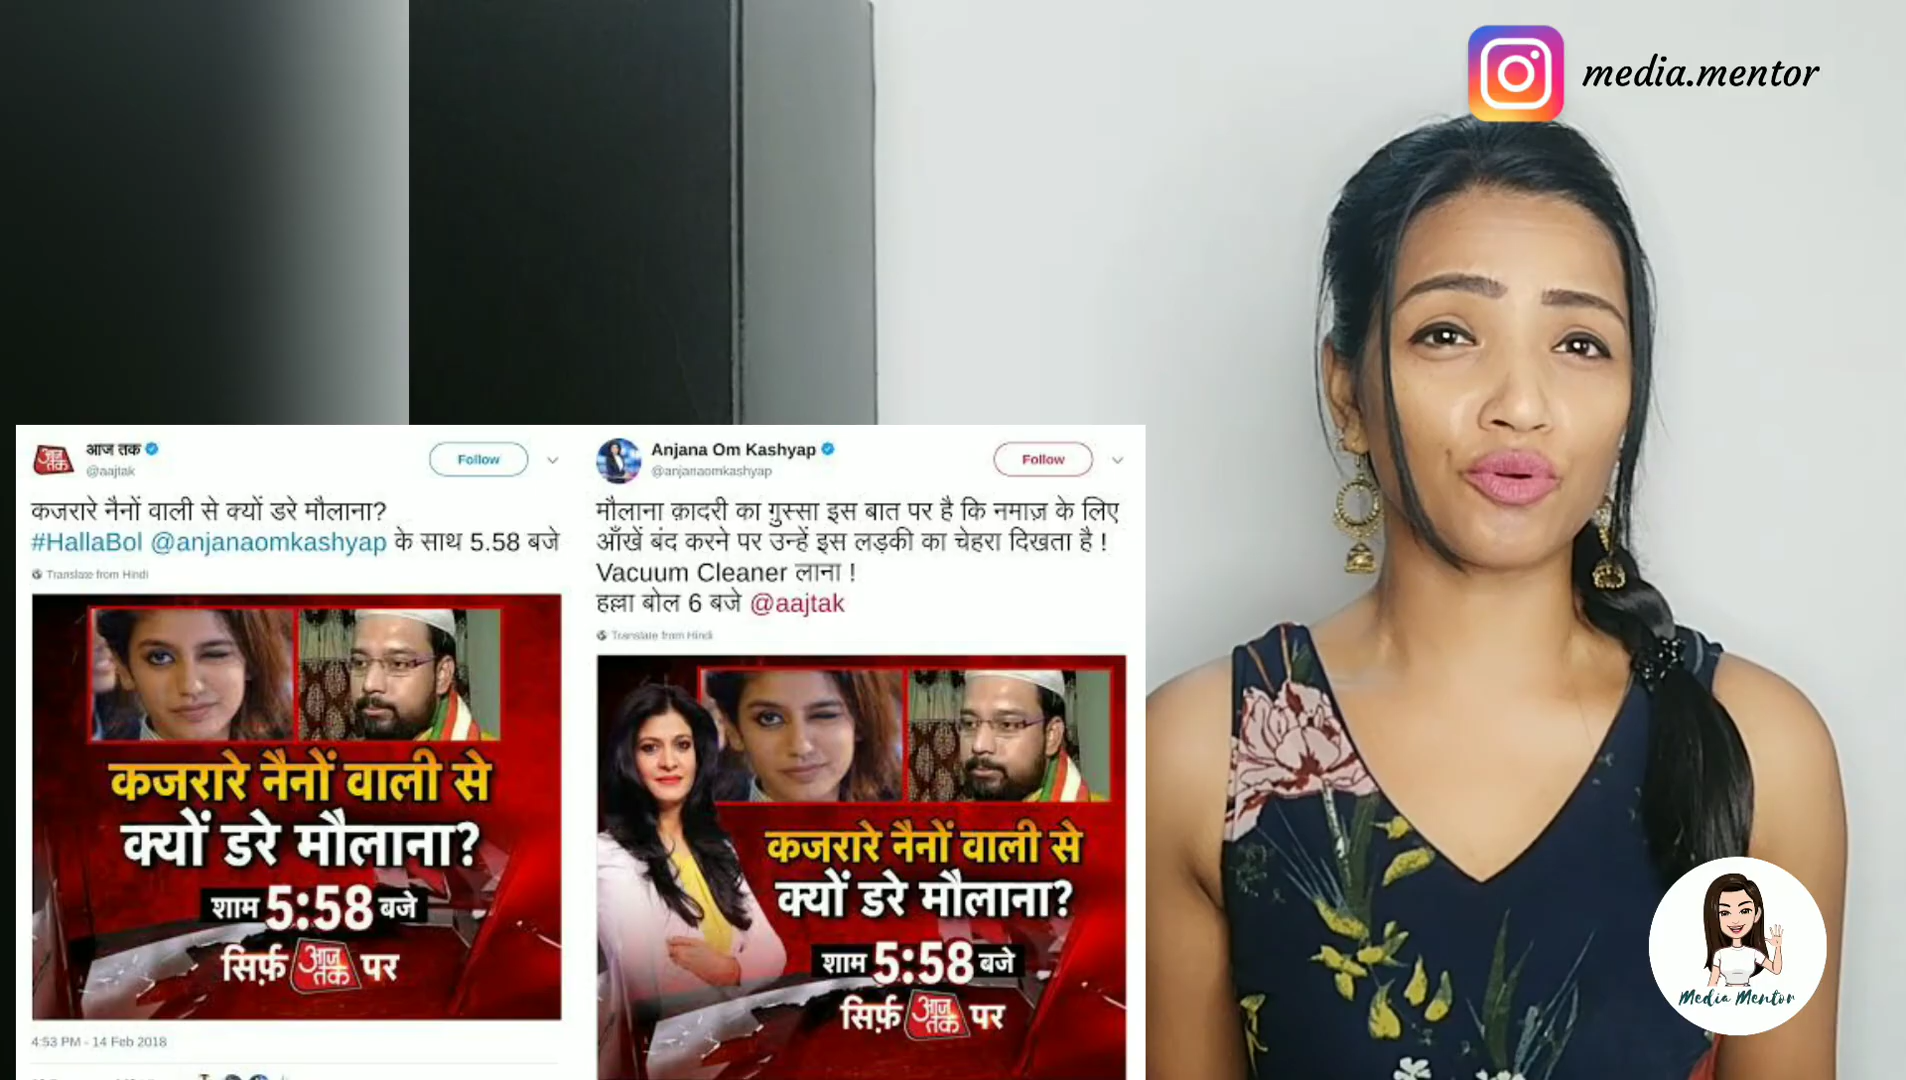 media.mentor
आज तक
@aajtak
Follow
कजरारे नैनों वाली से क्यों डरे मौलाना?
#HallaBol @anjanaomkashyap के साथ 5.58 बजे
Translate from Hindi
कजरारे नैनों वाली से
क्यों डरे मौलाना?
शाम 5:58 बजे
सिर्फ़ आज तक पर
4:53 PM - 14 Feb 2018
Anjana Om Kashyap
@anjanaomkashyap
Follow
मौलाना क़ादरी का ग़ुस्सा इस बात पर है कि नमाज़ के लिए
आँखें बंद करने पर उन्हें इस लड़की का चेहरा दिखता है !
Vacuum Cleaner लाना !
हल्ला बोल 6 बजे @aajtak
Translate from Hindi
कजरारे नैनों वाली से
क्यों डरे मौलाना?
शाम 5:58 बजे
सिर्फ़ आज तक पर
Media Mentor